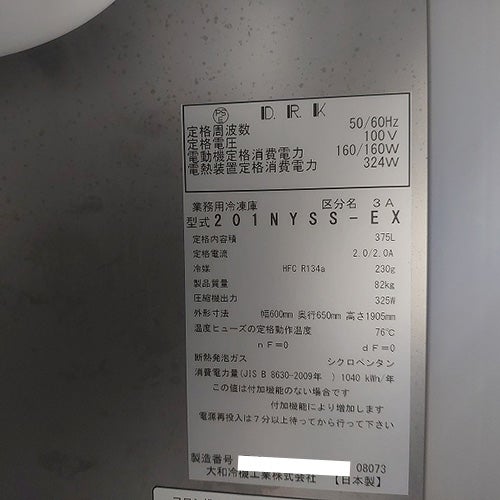 PS E D.R.K
定格周波数 50/60Hz
定格電圧 100V
電動機定格消費電力 160/160W
電熱装置定格消費電力 324W
業務用冷凍庫 区分名 3A
型式201NYSS-EX
定格内容積 375L
定格電流 2.0/2.0A
冷媒 HFC R134a 230g
製品質量 82kg
圧縮機出力 325W
外形寸法 幅600mm 奥行650mm 高さ1905mm
温度ヒューズの定格動作温度 76℃
nF=0 dF=0
断熱発泡ガス シクロペンタン
消費電力量(JIS B 8630-2009年 ) 1040 kWh/年
この値は付加機能のない場合です
付加機能により増加します
電源再投入は7分以上待ってから行って下さい
製造番号 08073
大和冷機工業株式会社 【日本製】